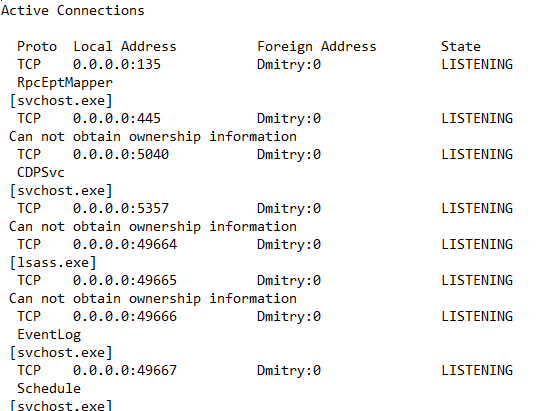 Active Connections
Proto Local Address Foreign Address State
TCP 0.0.0.0:135 Dmitry:0 LISTENING
RpcEptMapper
[svchost.exe]
TCP 0.0.0.0:445 Dmitry:0 LISTENING
Can not obtain ownership information
TCP 0.0.0.0:5040 Dmitry:0 LISTENING
CDPSvc
[svchost.exe]
TCP 0.0.0.0:5357 Dmitry:0 LISTENING
Can not obtain ownership information
TCP 0.0.0.0:49664 Dmitry:0 LISTENING
[lsass.exe]
TCP 0.0.0.0:49665 Dmitry:0 LISTENING
Can not obtain ownership information
TCP 0.0.0.0:49666 Dmitry:0 LISTENING
EventLog
[svchost.exe]
TCP 0.0.0.0:49667 Dmitry:0 LISTENING
Schedule
[svchost.exe]